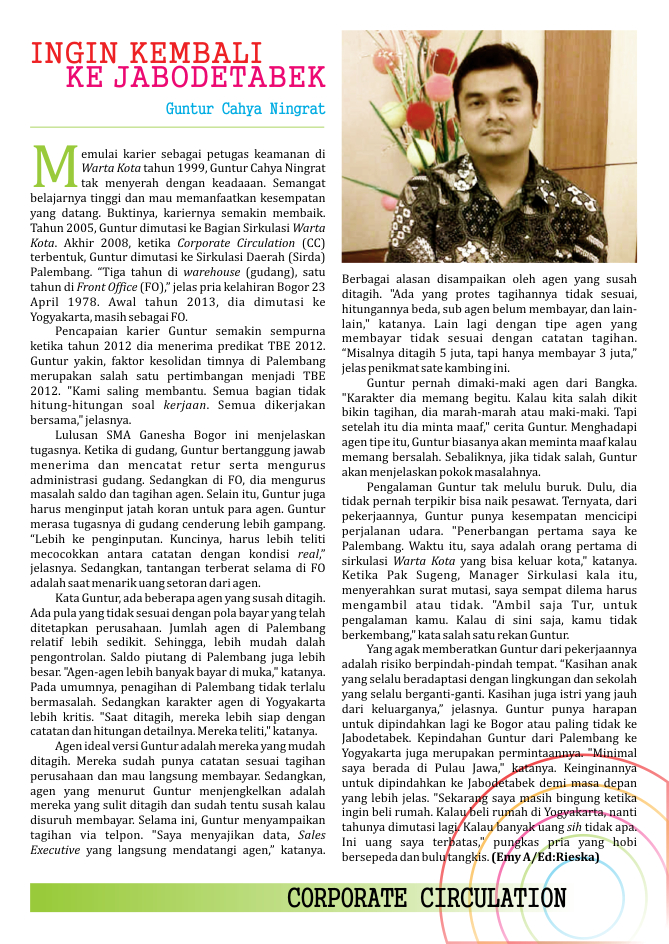 INGIN KEMBALI
KE JABODETABEK
Guntur Cahya Ningrat
Memulai karier sebagai petugas keamanan di
Warta Kota tahun 1999, Guntur Cahya Ningrat
tak menyerah dengan keadaaan. Semangat
belajarnya tinggi dan mau memanfaatkan kesempatan
yang datang. Buktinya, kariernya semakin membaik.
Tahun 2005, Guntur dimutasi ke Bagian Sirkulasi Warta
Kota. Akhir 2008, ketika Corporate Circulation (CC)
terbentuk, Guntur dimutasi ke Sirkulasi Daerah (Sirda)
Palembang. “Tiga tahun di warehouse (gudang), satu
tahun di Front Office (FO),” jelas pria kelahiran Bogor 23
April 1978. Awal tahun 2013, dia dimutasi ke
Yogyakarta, masih sebagai FO.
Pencapaian karier Guntur semakin sempurna
ketika tahun 2012 dia menerima predikat TBE 2012.
Guntur yakin, faktor kesolidan timnya di Palembang
merupakan salah satu pertimbangan menjadi TBE
2012. "Kami saling membantu. Semua bagian tidak
hitung-hitungan soal kerjaan. Semua dikerjakan
bersama," jelasnya.
Lulusan SMA Ganesha Bogor ini menjelaskan
tugasnya. Ketika di gudang, Guntur bertanggung jawab
menerima dan mencatat retur serta mengurus
administrasi gudang. Sedangkan di FO, dia mengurus
masalah saldo dan tagihan agen. Selain itu, Guntur juga
harus menginput jatah koran untuk para agen. Guntur
merasa tugasnya di gudang cenderung lebih gampang.
“Lebih ke penginputan. Kuncinya, harus lebih teliti
mecocokkan antara catatan dengan kondisi real,”
jelasnya. Sedangkan, tantangan terberat selama di FO
adalah saat menarik uang setoran dari agen.
Kata Guntur, ada beberapa agen yang susah ditagih.
Ada pula yang tidak sesuai dengan pola bayar yang telah
ditetapkan perusahaan. Jumlah agen di Palembang
relatif lebih sedikit. Sehingga, lebih mudah dalah
pengontrolan. Saldo piutang di Palembang juga lebih
besar. "Agen-agen lebih banyak bayar di muka," katanya.
Pada umumnya, penagihan di Palembang tidak terlalu
bermasalah. Sedangkan karakter agen di Yogyakarta
lebih kritis. "Saat ditagih, mereka lebih siap dengan
catatan dan hitungan detailnya. Mereka teliti," katanya.
Agen ideal versi Guntur adalah mereka yang mudah
ditagih. Mereka sudah punya catatan sesuai tagihan
perusahaan dan mau langsung membayar. Sedangkan,
agen yang menurut Guntur menjengkelkan adalah
mereka yang sulit ditagih dan sudah tentu susah kalau
disuruh membayar. Selama ini, Guntur menyampaikan
tagihan via telpon. "Saya menyajikan data, Sales
Executive yang langsung mendatangi agen,” katanya.
Berbagai alasan disampaikan oleh agen yang susah
ditagih. "Ada yang protes tagihannya tidak sesuai,
hitungannya beda, sub agen belum membayar, dan lain-
lain," katanya. Lain lagi dengan tipe agen yang
membayar tidak sesuai dengan catatan tagihan.
“Misalnya ditagih 5 juta, tapi hanya membayar 3 juta,”
jelas penikmat sate kambing ini.
Guntur pernah dimaki-maki agen dari Bangka.
"Karakter dia memang begitu. Kalau kita salah dikit
bikin tagihan, dia marah-marah atau maki-maki. Tapi
setelah itu dia minta maaf," cerita Guntur. Menghadapi
agen tipe itu, Guntur biasanya akan meminta maaf kalau
memang bersalah. Sebaliknya, jika tidak salah, Guntur
akan menjelaskan pokok masalahnya.
Pengalaman Guntur tak melulu buruk. Dulu, dia
tidak pernah terpikir bisa naik pesawat. Ternyata, dari
pekerjaannya, Guntur punya kesempatan mencicipi
perjalanan udara. "Penerbangan pertama saya ke
Palembang. Waktu itu, saya adalah orang pertama di
sirkulasi Warta Kota yang bisa keluar kota," katanya.
Ketika Pak Sugeng, Manager Sirkulasi kala itu,
menyerahkan surat mutasi, saya sempat dilema harus
mengambil atau tidak. "Ambil saja Tur, untuk
pengalaman kamu. Kalau di sini saja, kamu tidak
berkembang," kata salah satu rekan Guntur.
Yang agak memberatkan Guntur dari pekerjaannya
adalah risiko berpindah-pindah tempat. “Kasihan anak
yang selalu beradaptasi dengan lingkungan dan sekolah
yang selalu berganti-ganti. Kasihan juga istri yang jauh
dari keluarganya,” jelasnya. Guntur punya harapan
untuk dipindahkan lagi ke Bogor atau paling tidak ke
Jabodetabek. Kepindahan Guntur dari Palembang ke
Yogyakarta juga merupakan permintaannya. "Minimal
saya berada di Pulau Jawa," katanya. Keinginannya
untuk dipindahkan ke Jabodetabek demi masa depan
yang lebih jelas. "Sekarang saya masih bingung ketika
ingin beli rumah. Kalau beli rumah di Yogyakarta, nanti
tahunya dimutasi lagi. Kalau banyak uang sih tidak apa.
Ini uang saya terbatas," pungkas pria yang hobi
bersepeda dan bulu tangkis. (Emy A/Ed:Rieska)
CORPORATE CIRCULATION